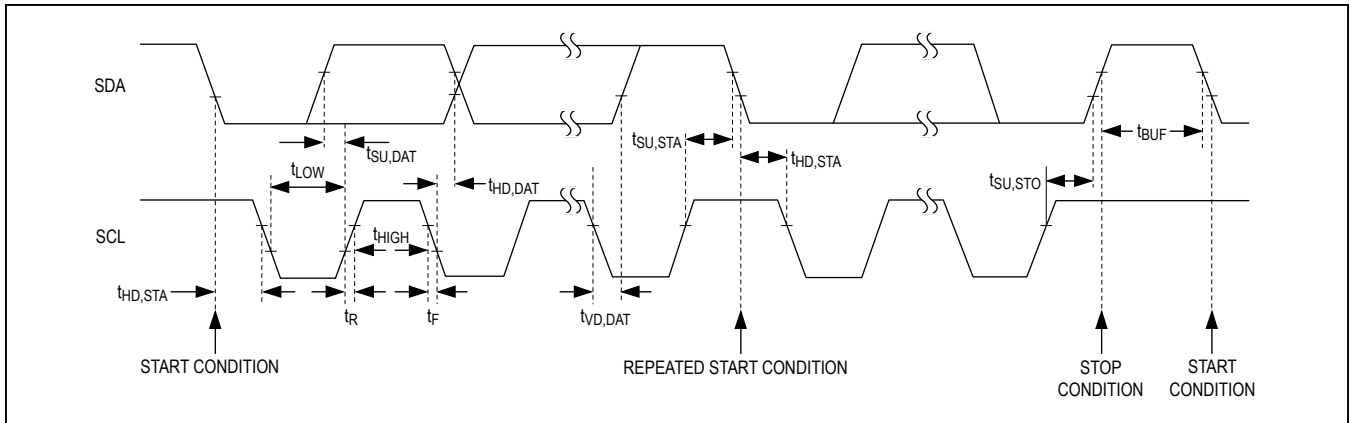 SDA
tSU,DAT
tLOW
tHD,DAT
tSU,STA
tHD,STA
tBUF
tSU,STO
SCL
tHIGH
tHD,STA
tR
tF
tVD,DAT
START CONDITION
REPEATED START CONDITION
STOP
CONDITION
START
CONDITION